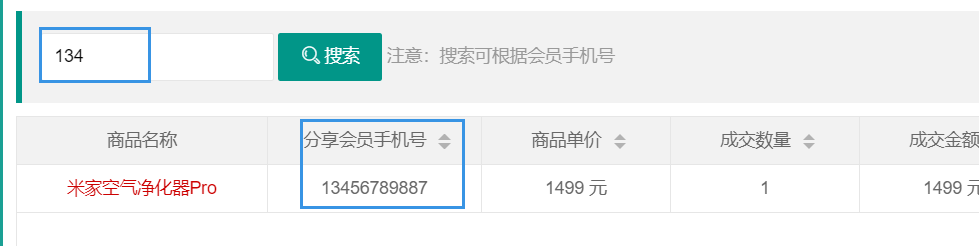 134 搜索 注意：搜索可根据会员手机号
商品名称 分享会员手机号 商品单价 成交数量 成交金额
米家空气净化器Pro 13456789887 1499 元 1 1499 元